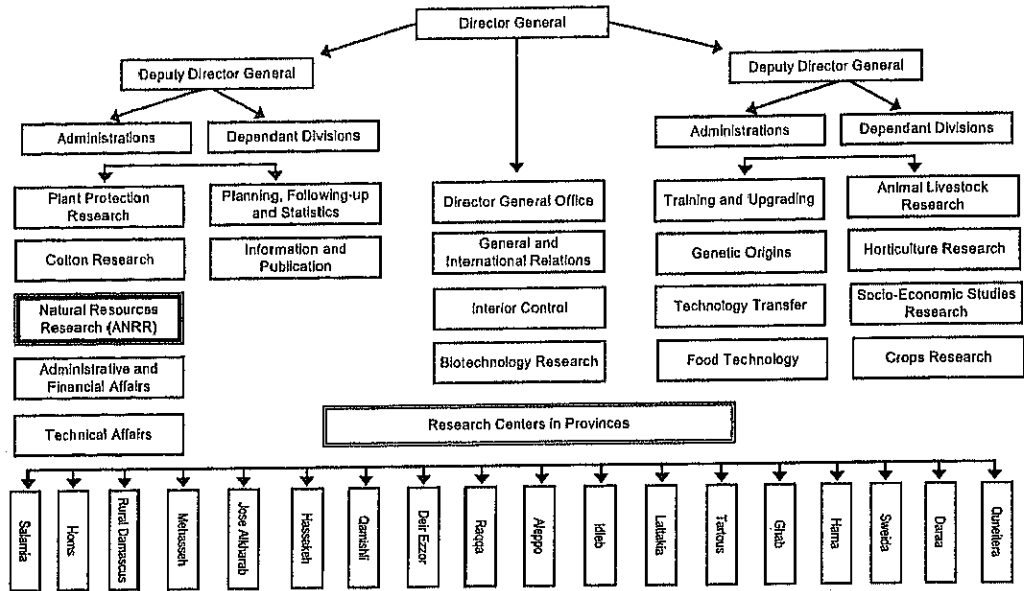 Director General
Deputy Director General
Deputy Director General
Administrations
Dependant Divisions
Administrations
Dependant Divisions
Plant Protection
Research
Planning, Following-up
and Statistics
Director General Office
Training and Upgrading
Animal Livestock
Research
Cotton Research
Information and
Publication
General and
International Relations
Genetic Origins
Horticulture Research
Natural Resources
Research (ANRR)
Interior Control
Technology Transfer
Socio-Economic Studies
Research
Administrative and
Financial Affairs
Biotechnology Research
Food Technology
Crops Research
Technical Affairs
Research Centers in Provinces
Salamia
Homs
Rural Damascus
Mehasseh
Jose Alkharab
Hassakeh
Qamishli
Deir Ezzor
Raqqa
Aleppo
Idleb
Lattakia
Tartous
Ghab
Hama
Sweida
Daraa
Quneitera